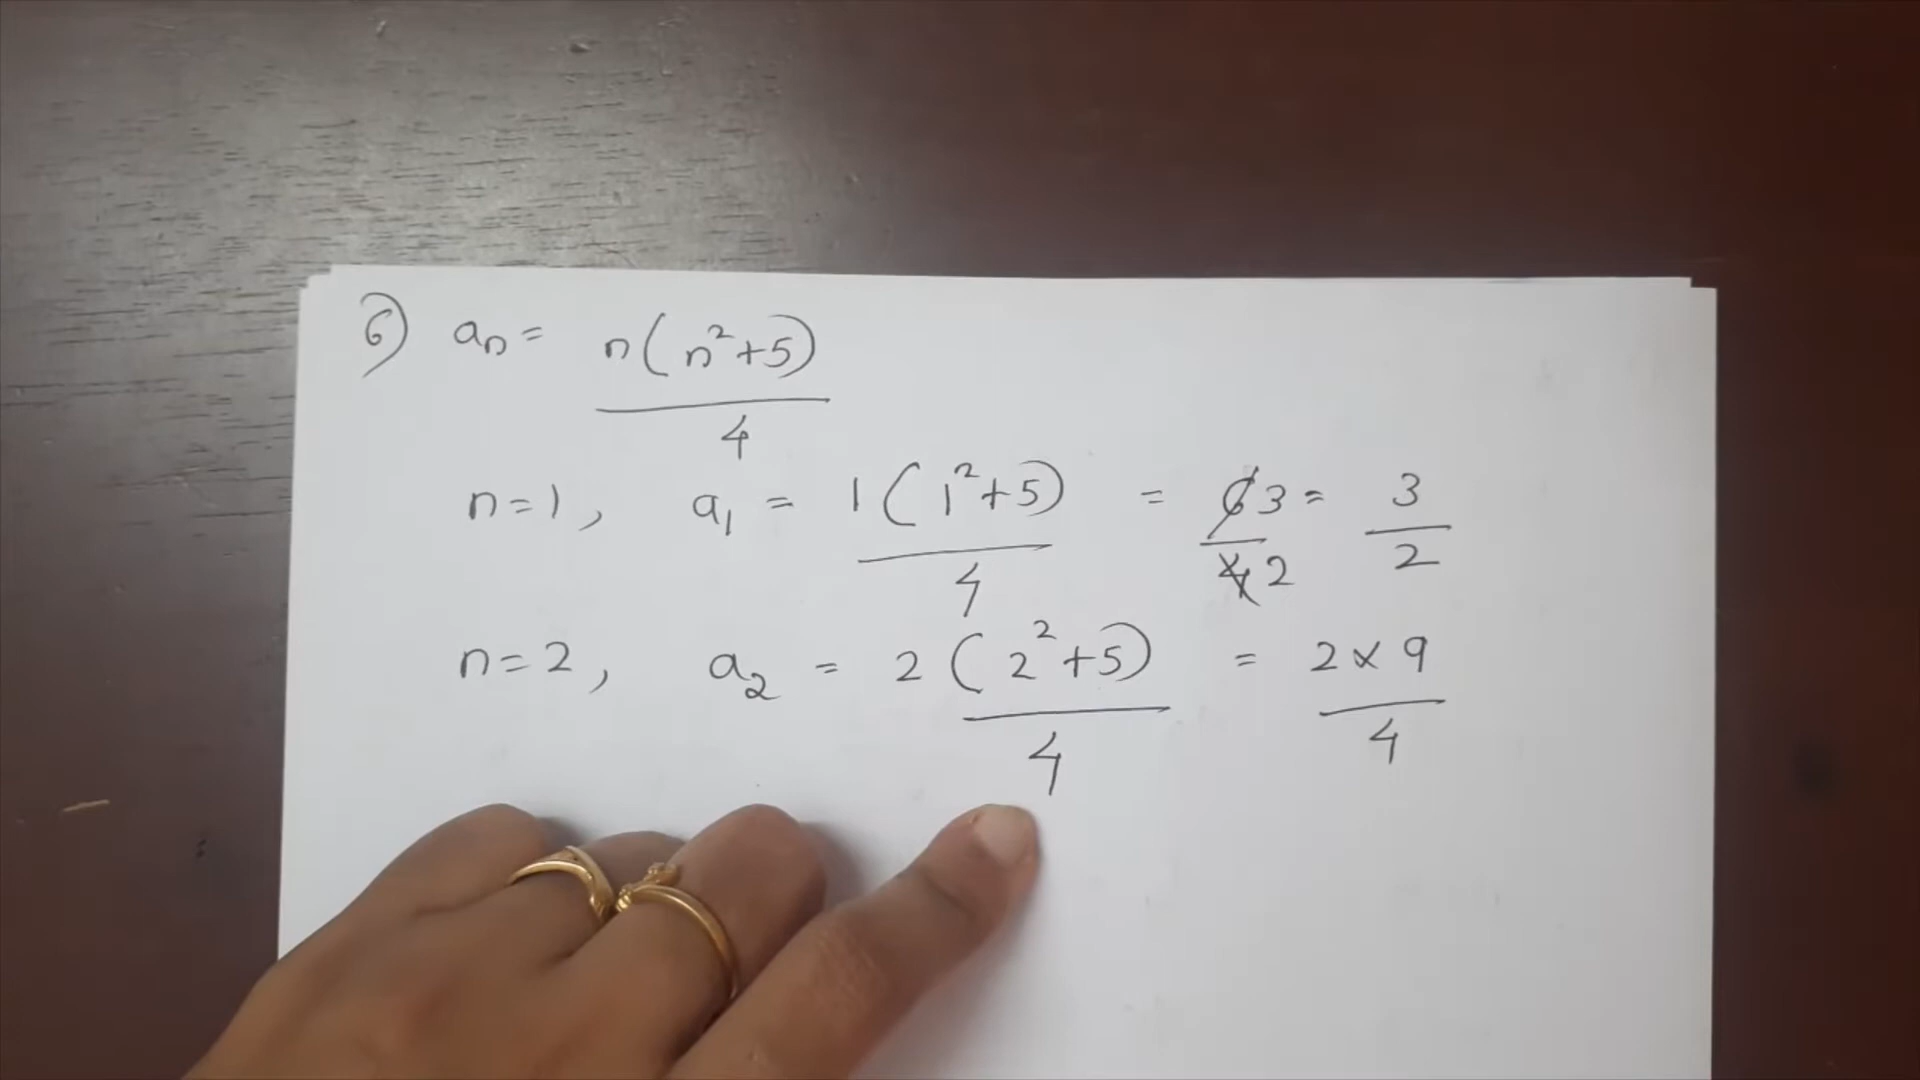 6) aₙ = n(n²+5)/4
n=1, a₁ = 1(1²+5)/4 = 6 3/4 2 = 3/2
n=2, a₂ = 2(2²+5)/4 = 2×9/4